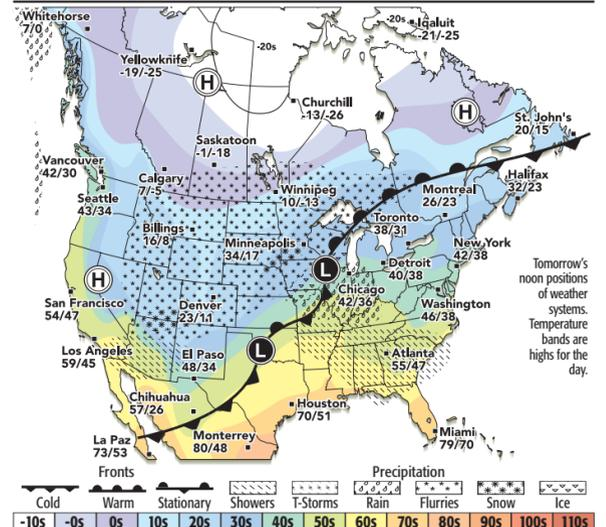 Whitehorse
7/0
-20s
Iqaluit
-21/-25
-20s
Yellowknife
-19/-25
H
H
Churchill
-13/-26
St. John's
20/15
Saskatoon
-1/-18
Vancouver
42/30
Calgary
7/-5
Winnipeg
10/-13
Montreal
26/23
Halifax
32/23
Seattle
43/34
Billings
16/8
Toronto
38/31
Minneapolis
34/17
New York
42/38
Detroit
40/38
H
L
Chicago
42/36
San Francisco
54/47
Denver
23/11
Washington
46/38
Tomorrow's
noon positions
of weather
systems.
Temperature
bands are
highs for the
day.
Los Angeles
59/45
El Paso
48/34
L
Atlanta
55/47
Chihuahua
57/26
Houston
70/51
La Paz
73/53
Monterrey
80/48
Miami
79/70
Fronts
Precipitation
Cold Warm Stationary Showers T-Storms Rain Flurries Snow Ice
-10s -0s 0s 10s 20s 30s 40s 50s 60s 70s 80s 90s 100s 110s